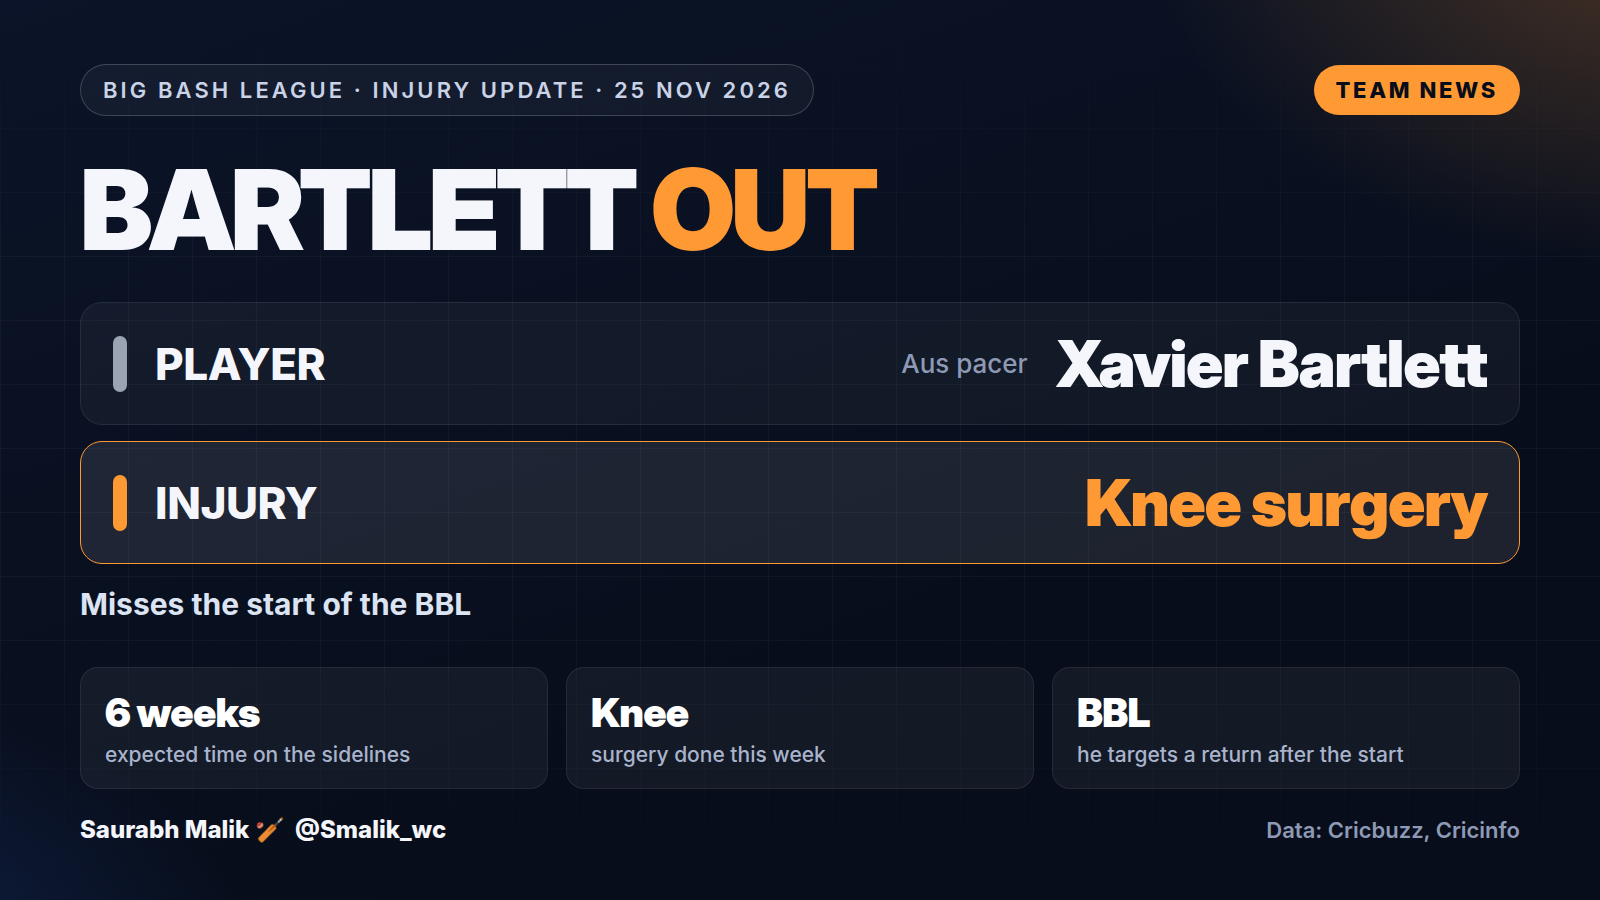 BIG BASH LEAGUE · INJURY UPDATE · 25 NOV 2026
TEAM NEWS
BARTLETT OUT
PLAYER
Aus pacer Xavier Bartlett
INJURY
Knee surgery
Misses the start of the BBL
6 weeks
expected time on the sidelines
Knee
surgery done this week
BBL
he targets a return after the start
Saurabh Malik 🏏 @Smalik_wc
Data: Cricbuzz, Cricinfo